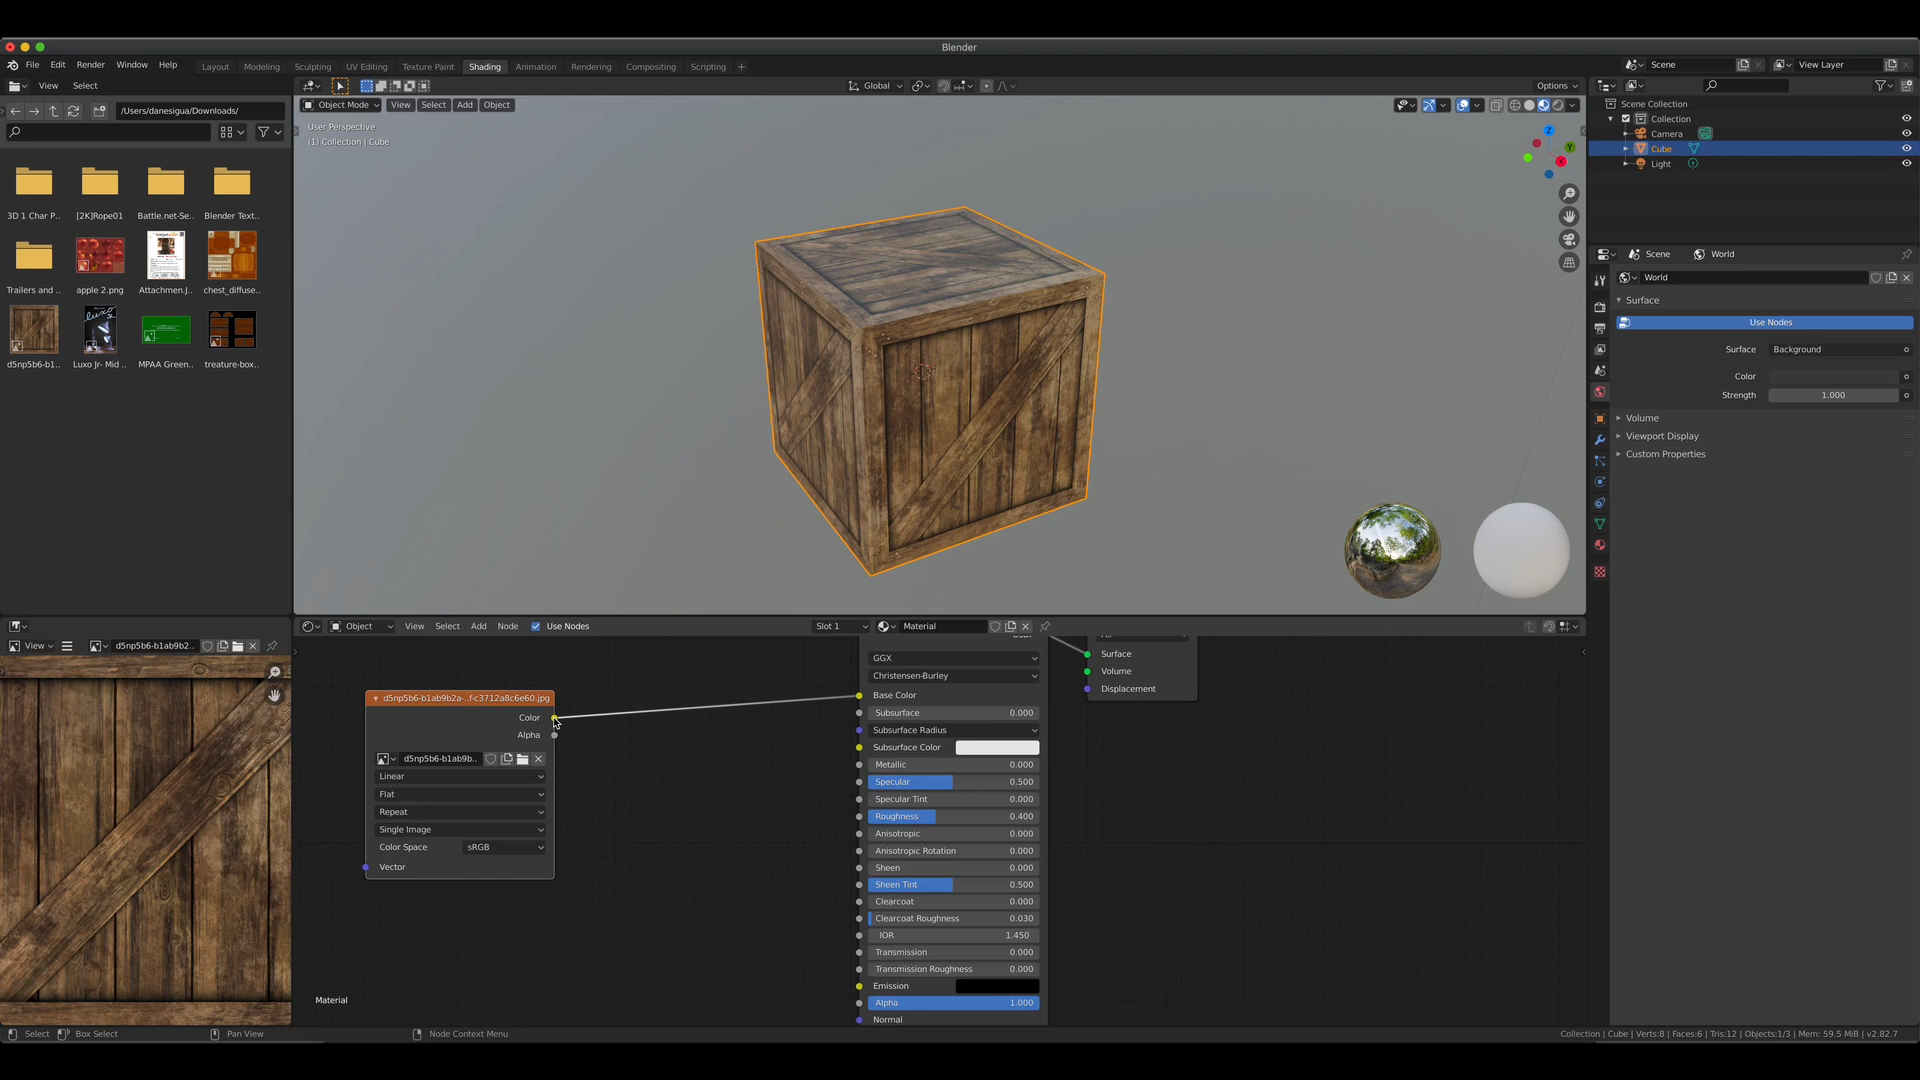 Blender
File Edit Render Window Help
Layout Modeling Sculpting UV Editing Texture Paint Shading Animation Rendering Compositing Scripting +
Scene
View Layer
View Select
/Users/danesigua/Downloads/
3D 1 Char P.. [2K]Rope01 Battle.net-Se.. Blender Text..
Trailers and .. apple 2.png Attachmen.J.. chest_diffuse..
d5np5b6-b1.. Luxo Jr- Mid .. MPAA Green.. treature-box..
Global
Options
Object Mode View Select Add Object
User Perspective
(1) Collection | Cube
Z
Y
X
Scene Collection
Collection
Camera
Cube
Light
Scene World
World
Surface
Use Nodes
Surface Background
Color
Strength 1.000
Volume
Viewport Display
Custom Properties
View d5np5b6-b1ab9b2..
Object View Select Add Node Use Nodes Slot 1 Material
d5np5b6-b1ab9b2a-..f-c3712a8c6e60.jpg
Color
Alpha
d5np5b6-b1ab9b..
Linear
Flat
Repeat
Single Image
Color Space sRGB
Vector
GGX
Christensen-Burley
Base Color
Subsurface 0.000
Subsurface Radius
Subsurface Color
Metallic 0.000
Specular 0.500
Specular Tint 0.000
Roughness 0.400
Anisotropic 0.000
Anisotropic Rotation 0.000
Sheen 0.000
Sheen Tint 0.500
Clearcoat 0.000
Clearcoat Roughness 0.030
IOR 1.450
Transmission 0.000
Transmission Roughness 0.000
Emission
Alpha 1.000
Normal
Surface
Volume
Displacement
Material
Select Box Select Pan View Node Context Menu
Collection | Cube | Verts:8 | Faces:6 | Tris:12 | Objects:1/3 | Mem: 59.5 MiB | v2.82.7